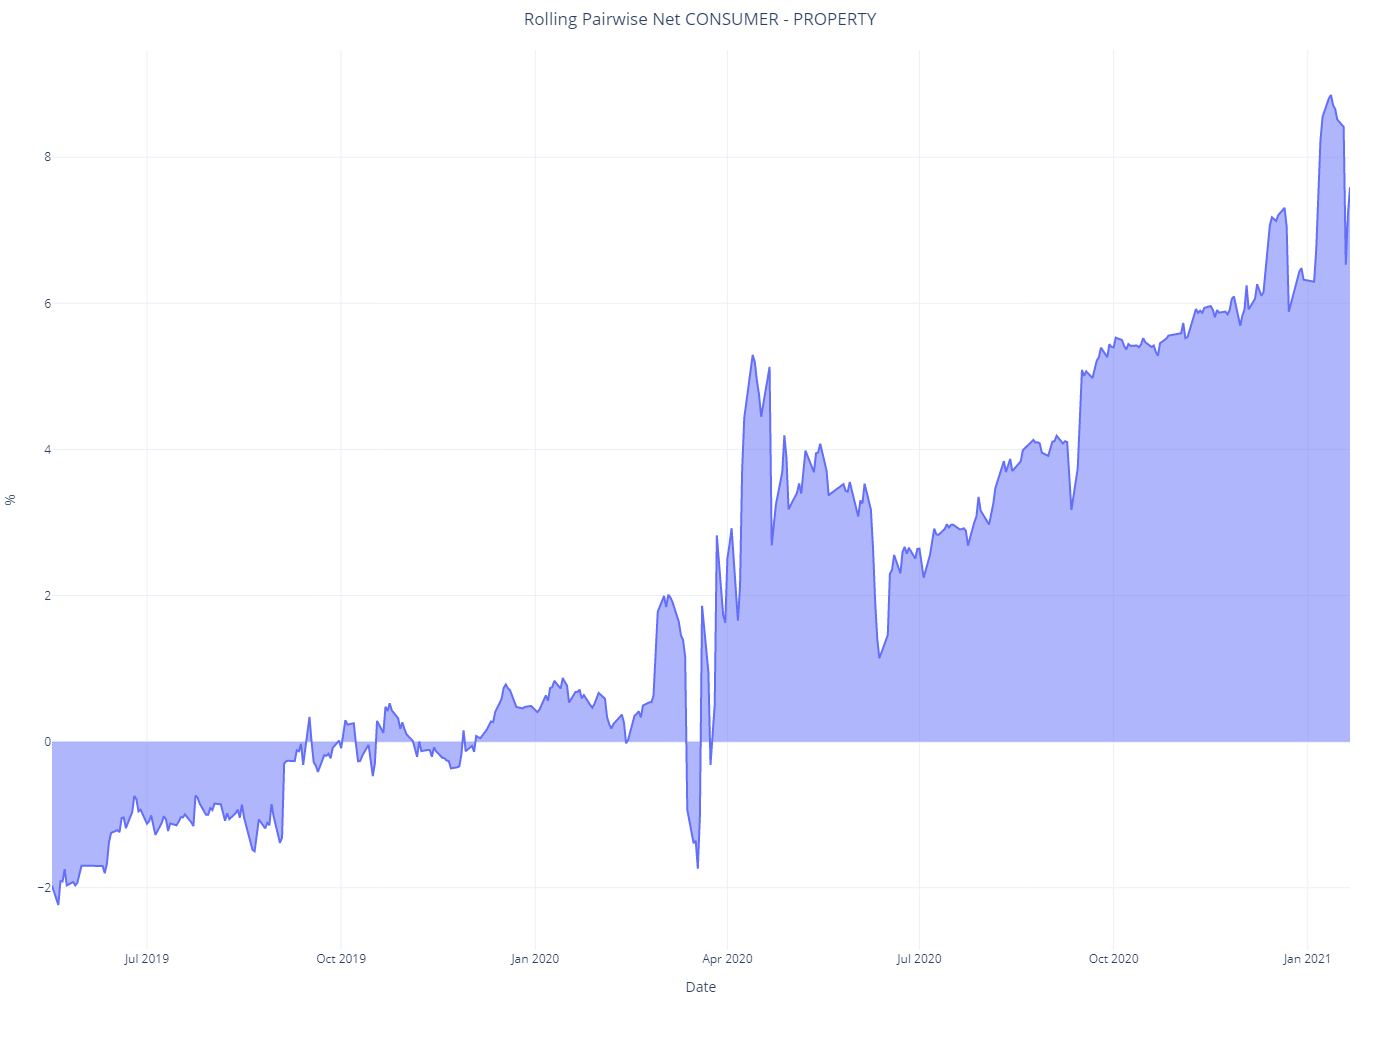 Rolling Pairwise Net CONSUMER - PROPERTY
8
6
4
2
0
−2
%
Jul 2019
Oct 2019
Jan 2020
Apr 2020
Jul 2020
Oct 2020
Jan 2021
Date